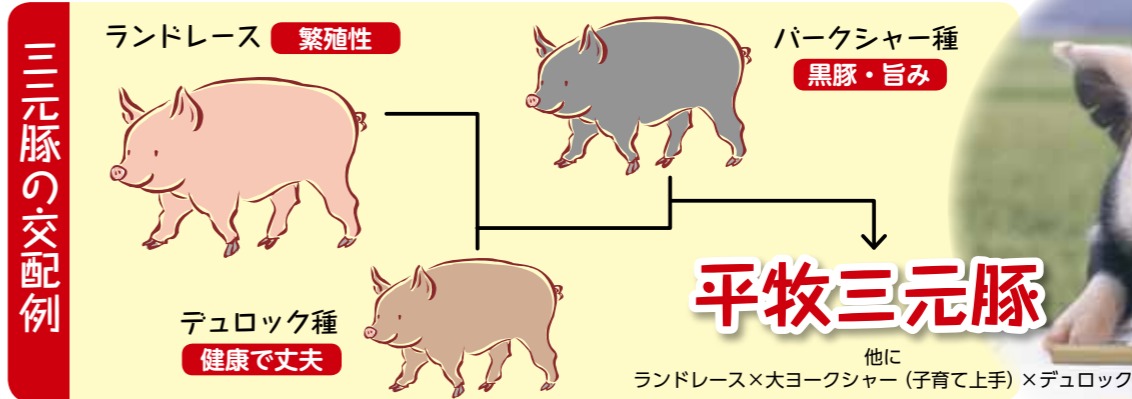 三元豚の交配例
ランドレース 繁殖性
バークシャー種
黒豚・旨み
デュロック種
健康で丈夫
平牧三元豚
他に
ランドレース×大ヨークシャー(子育て上手)×デュロック